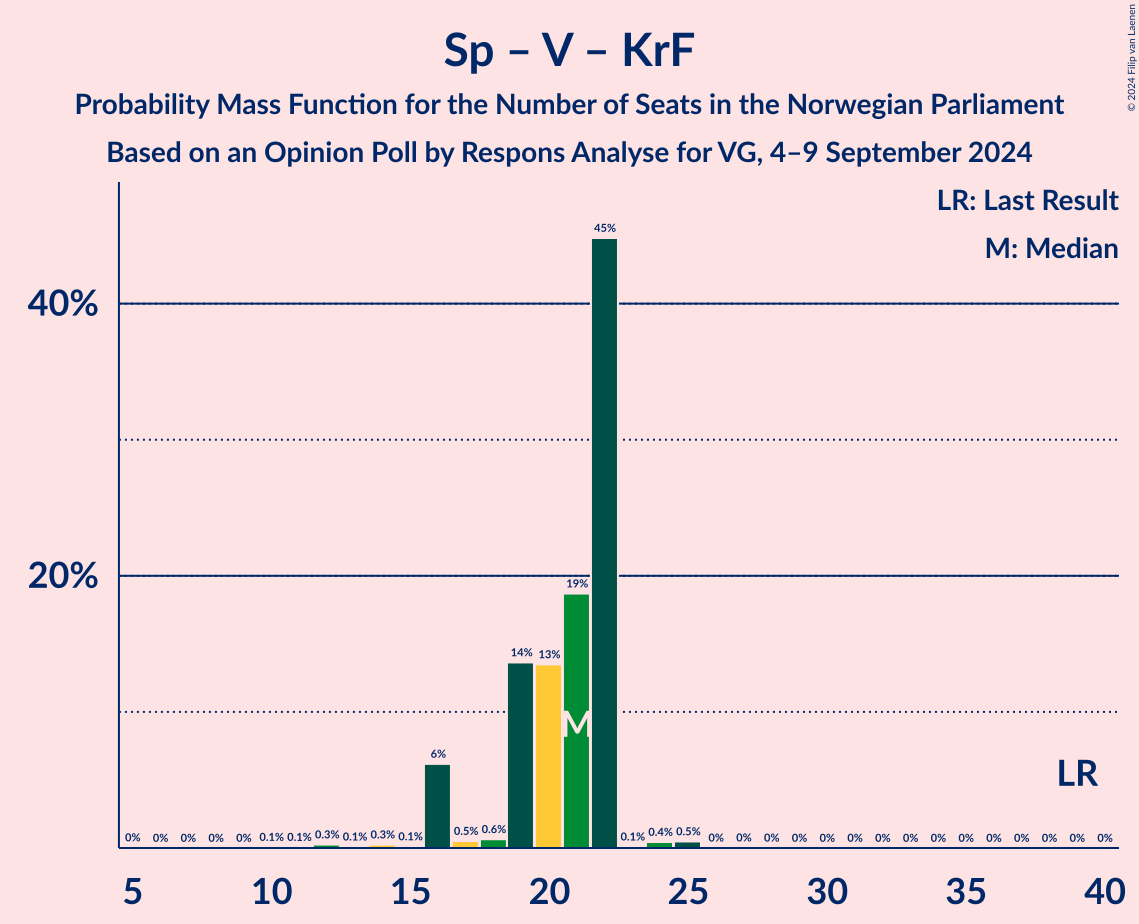 Sp – V – KrF
Probability Mass Function for the Number of Seats in the Norwegian Parliament
Based on an Opinion Poll by Respons Analyse for VG, 4–9 September 2024
© 2024 Filip van Laenen
LR: Last Result
M: Median
45%
40%
20%
19%
14% 13%
M
6%
LR
0% 0% 0% 0% 0% 0.1% 0.1% 0.3% 0.1% 0.3% 0.1% 0.5% 0.6% 0.1% 0.4% 0.5% 0% 0% 0% 0% 0% 0% 0% 0% 0% 0% 0% 0% 0% 0% 0%
5 10 15 20 25 30 35 40